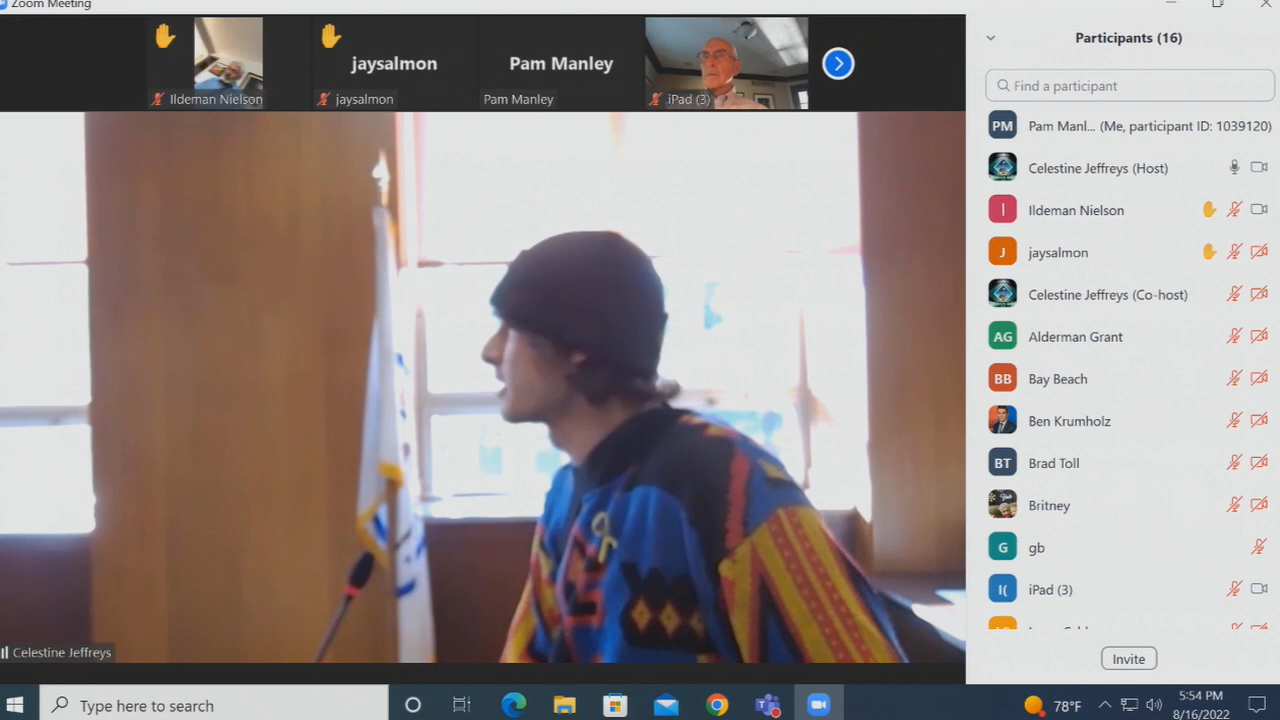 Zoom Meeting
jaysalmon
Pam Manley
Ildeman Nielson
jaysalmon
Pam Manley
iPad (3)
Celestine Jeffreys
Participants (16)
Find a participant
PM Pam Manl... (Me, participant ID: 1039120)
Celestine Jeffreys (Host)
I Ildeman Nielson
J jaysalmon
Celestine Jeffreys (Co-host)
AG Alderman Grant
BB Bay Beach
Ben Krumholz
BT Brad Toll
Britney
G gb
I( iPad (3)
Invite
Type here to search
78°F
5:54 PM
8/16/2022